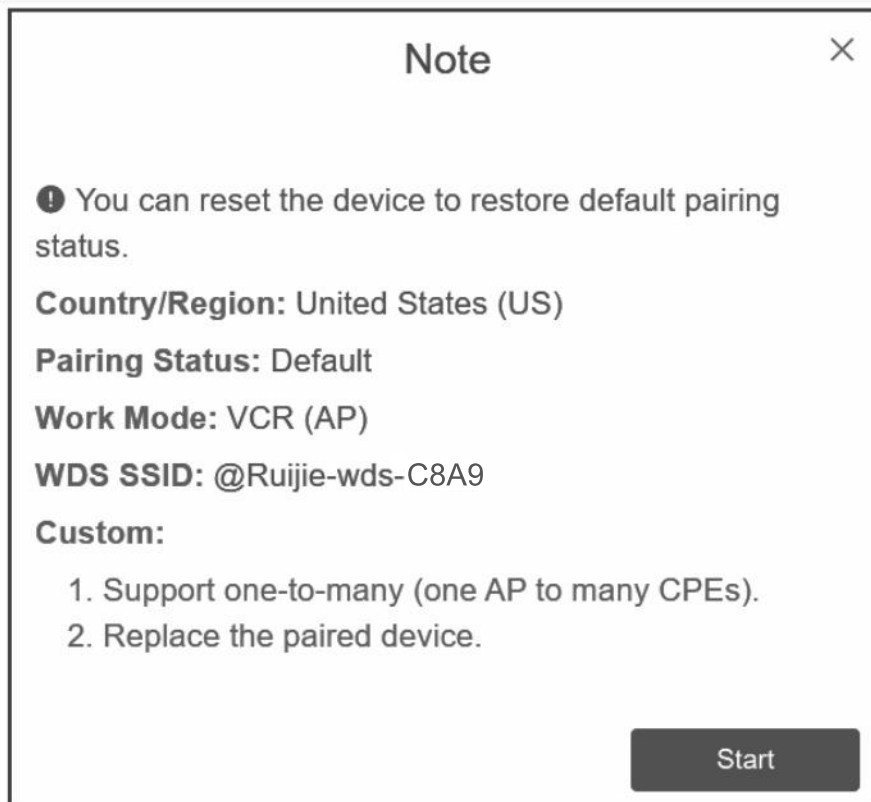 Note
You can reset the device to restore default pairing
status.
Country/Region: United States (US)
Pairing Status: Default
Work Mode: VCR (AP)
WDS SSID: @Ruijie-wds-C8A9
Custom:
1. Support one-to-many (one AP to many CPEs).
2. Replace the paired device.
Start